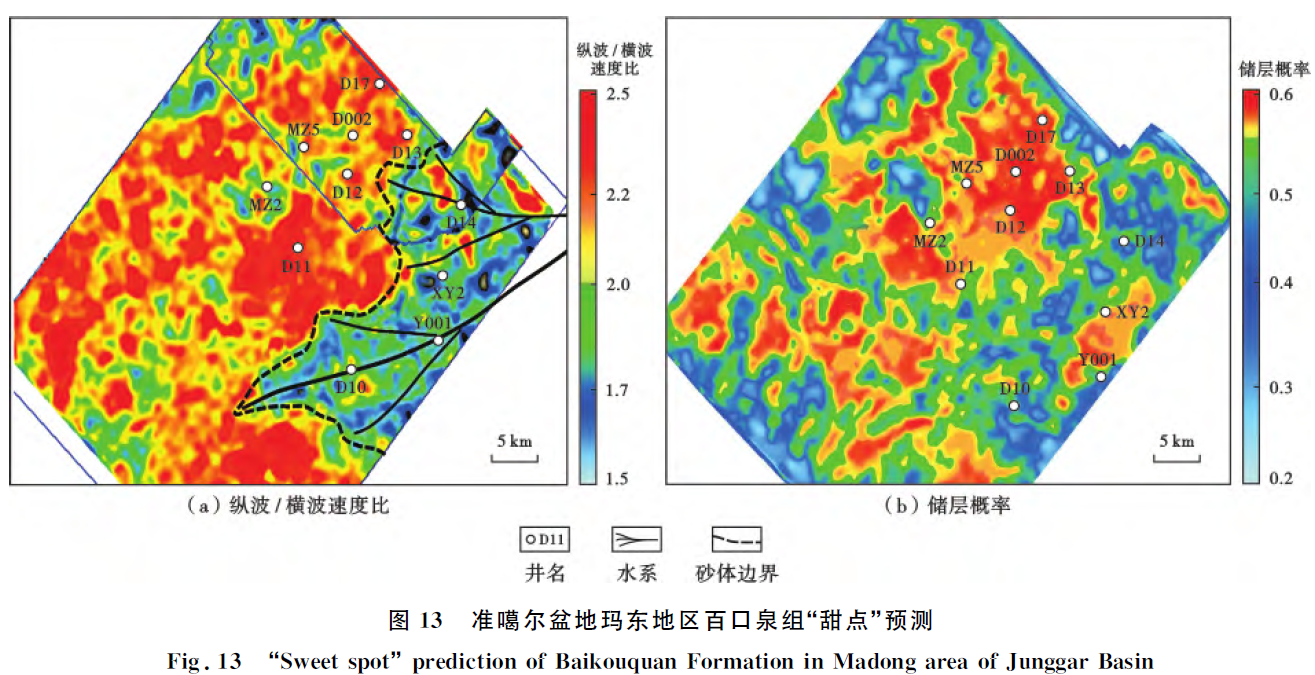 纵波/横波
速度比
2.5
2.2
2.0
1.7
1.5
D17
D002
MZ5
D13
D12
MZ2
D14
D11
XY2
Y001
D10
5 km
(a)纵波/横波速度比
储层概率
0.6
0.5
0.4
0.3
0.2
D17
D002
MZ5
D13
D12
MZ2
D14
D11
XY2
Y001
D10
5 km
(b)储层概率
D11
井名
水系
砂体边界
图 13 准噶尔盆地玛东地区百口泉组“甜点”预测
Fig. 13 “Sweet spot” prediction of Baikouquan Formation in Madong area of Junggar Basin